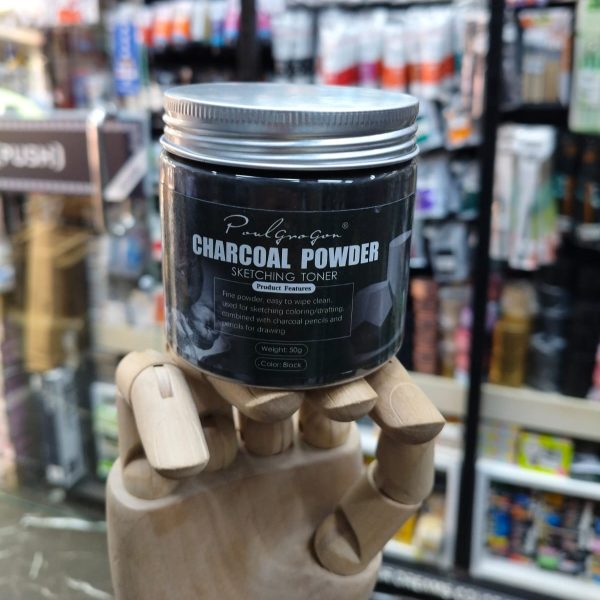 (PUSH)
PoulGroGon®
CHARCOAL POWDER
SKETCHING TONER
Product Features
Fine powder, easy to wipe clean,
used for sketching coloring/drafting,
combined with charcoal pencils and
pencils for drawing
Weight: 50g
Color: Black